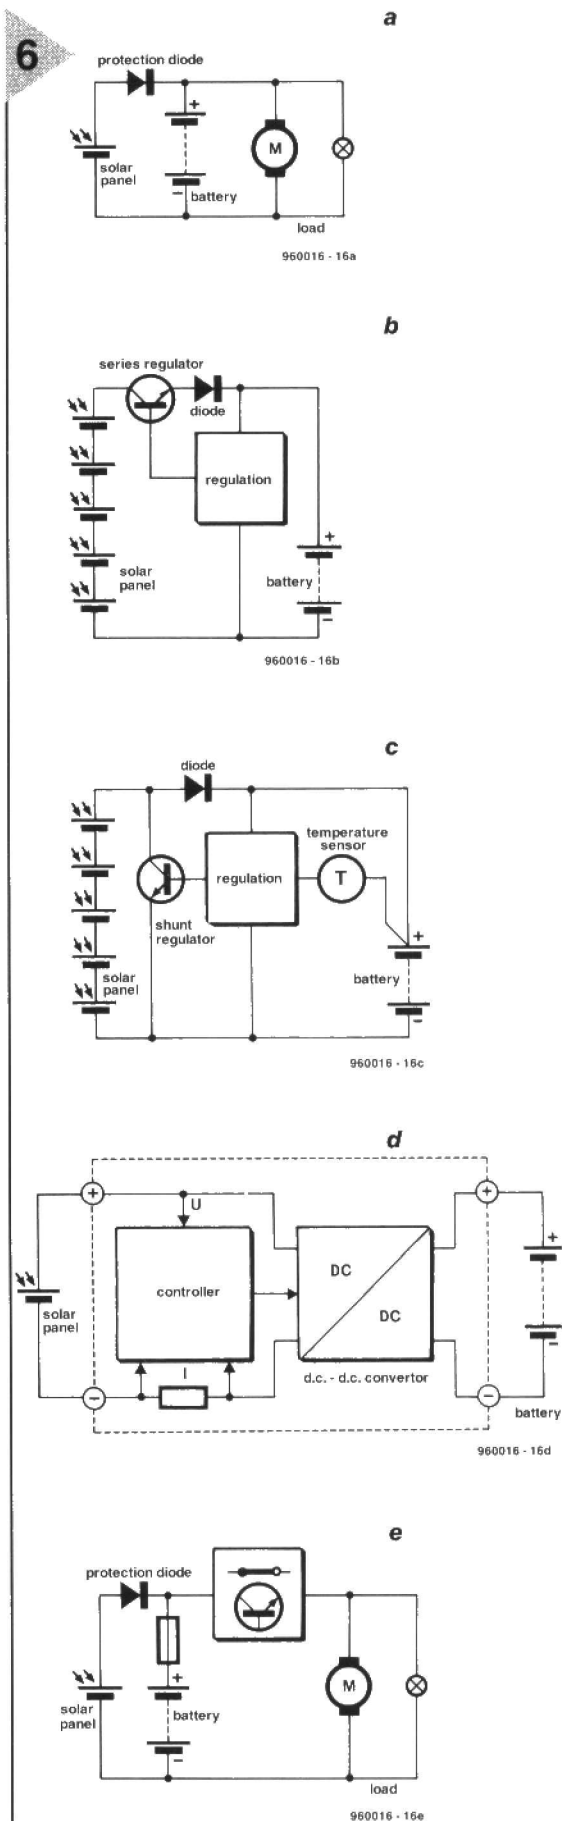 6
a
protection diode
+
M
solar
panel
−
battery
load
960016 - 16a
b
series regulator
diode
regulation
+
solar
panel
battery
−
960016 - 16b
c
diode
temperature
sensor
regulation
T
shunt
regulator
+
solar
panel
battery
−
960016 - 16c
d
+
+
U
+
DC
controller
solar
panel
DC
−
I
d.c. - d.c. convertor
−
−
battery
960016 - 16d
e
protection diode
+
M
solar
panel
battery
−
load
960016 - 16e